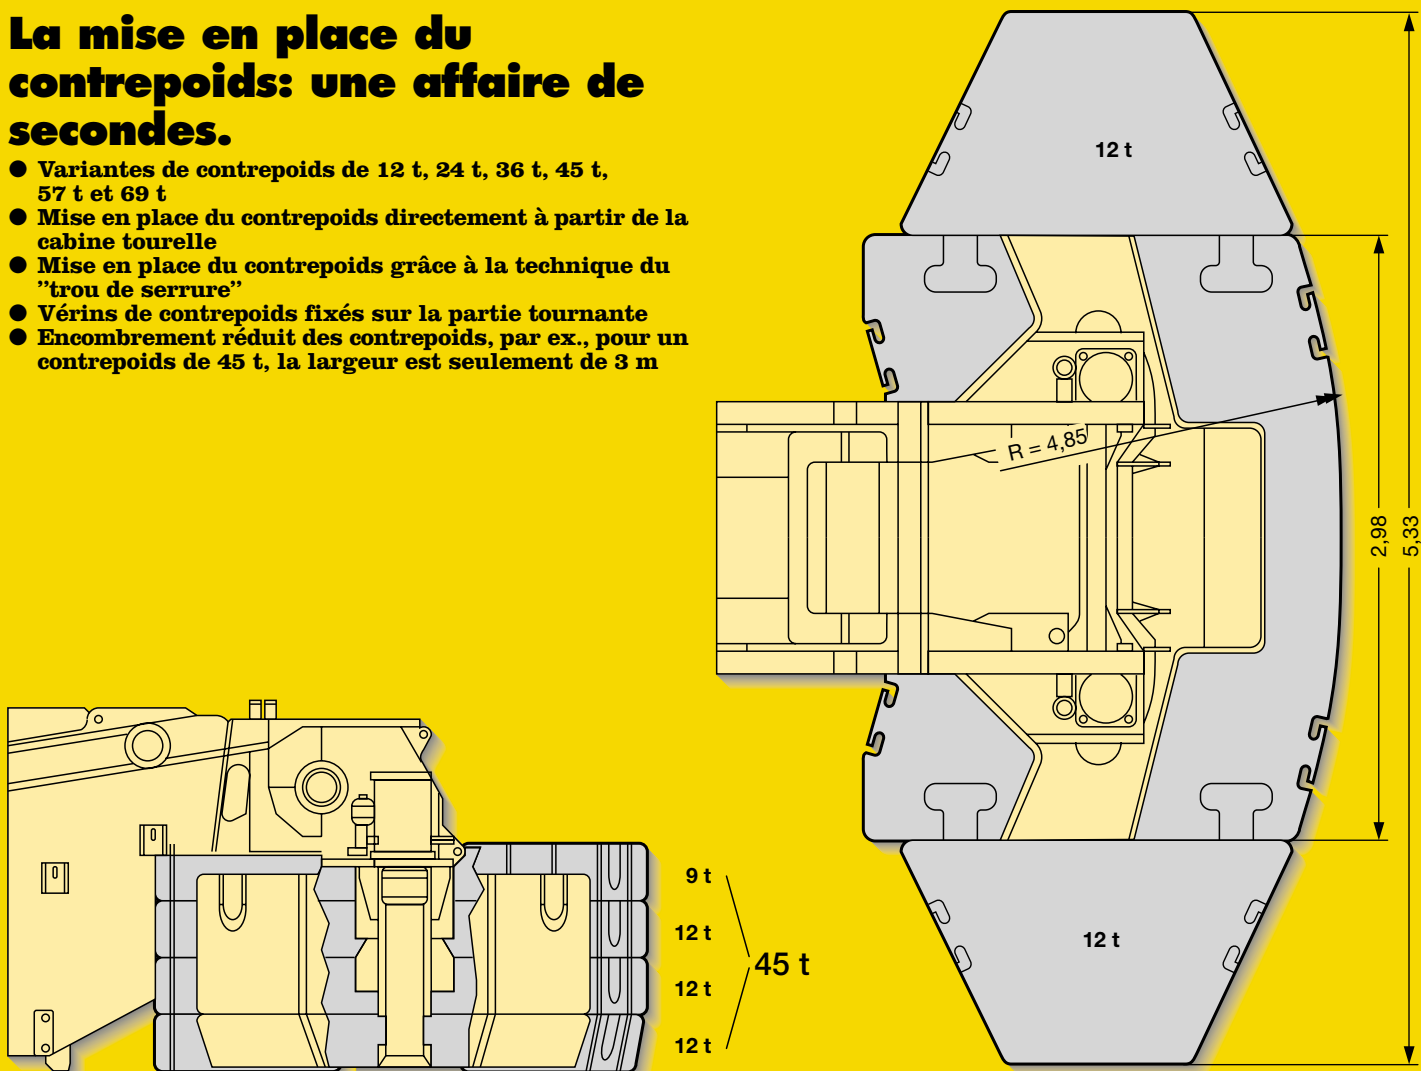 La mise en place du
contrepoids: une affaire de
secondes.
● Variantes de contrepoids de 12 t, 24 t, 36 t, 45 t,
57 t et 69 t
● Mise en place du contrepoids directement à partir de la
cabine tourelle
● Mise en place du contrepoids grâce à la technique du
”trou de serrure”
● Vérins de contrepoids fixés sur la partie tournante
● Encombrement réduit des contrepoids, par ex., pour un
contrepoids de 45 t, la largeur est seulement de 3 m
12 t
R = 4,85
2,98
5,33
12 t
9 t
12 t
45 t
12 t
12 t